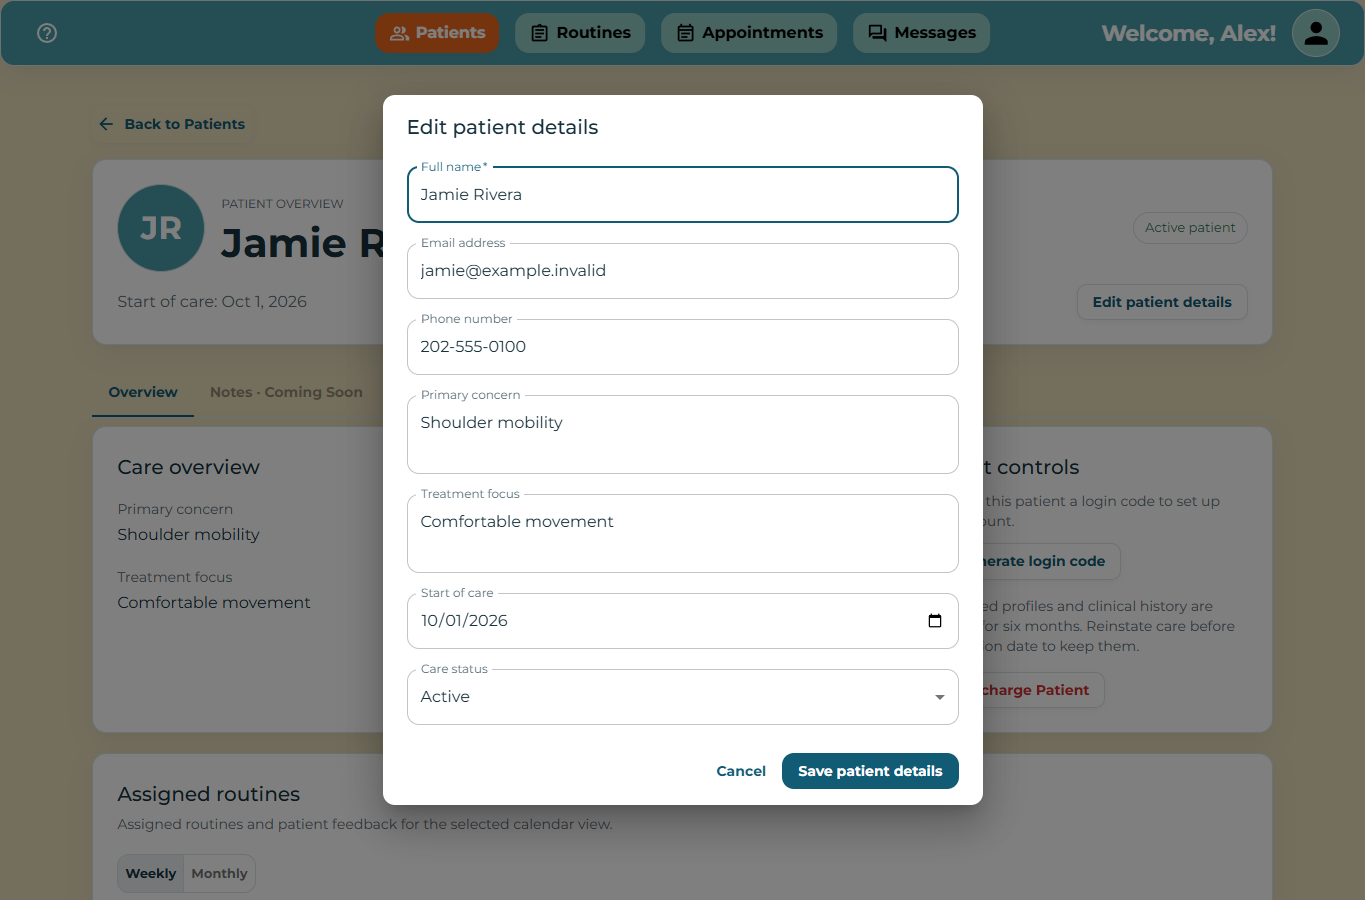 Patients
Routines
Appointments
Messages
Welcome, Alex!
Back to Patients
JR
PATIENT OVERVIEW
Jamie R
Start of care: Oct 1, 2026
Active patient
Edit patient details
Overview
Notes · Coming Soon
Care overview
Primary concern
Shoulder mobility
Treatment focus
Comfortable movement
Edit patient details
Full name *
Jamie Rivera
Email address
jamie@example.invalid
Phone number
202-555-0100
Primary concern
Shoulder mobility
Treatment focus
Comfortable movement
Start of care
10/01/2026
Care status
Active
Cancel
Save patient details
controls
this patient a login code to set up
login code
profiles and clinical history are
for six months. Reinstate care before
on date to keep them.
Patient
Assigned routines
Assigned routines and patient feedback for the selected calendar view.
Weekly
Monthly